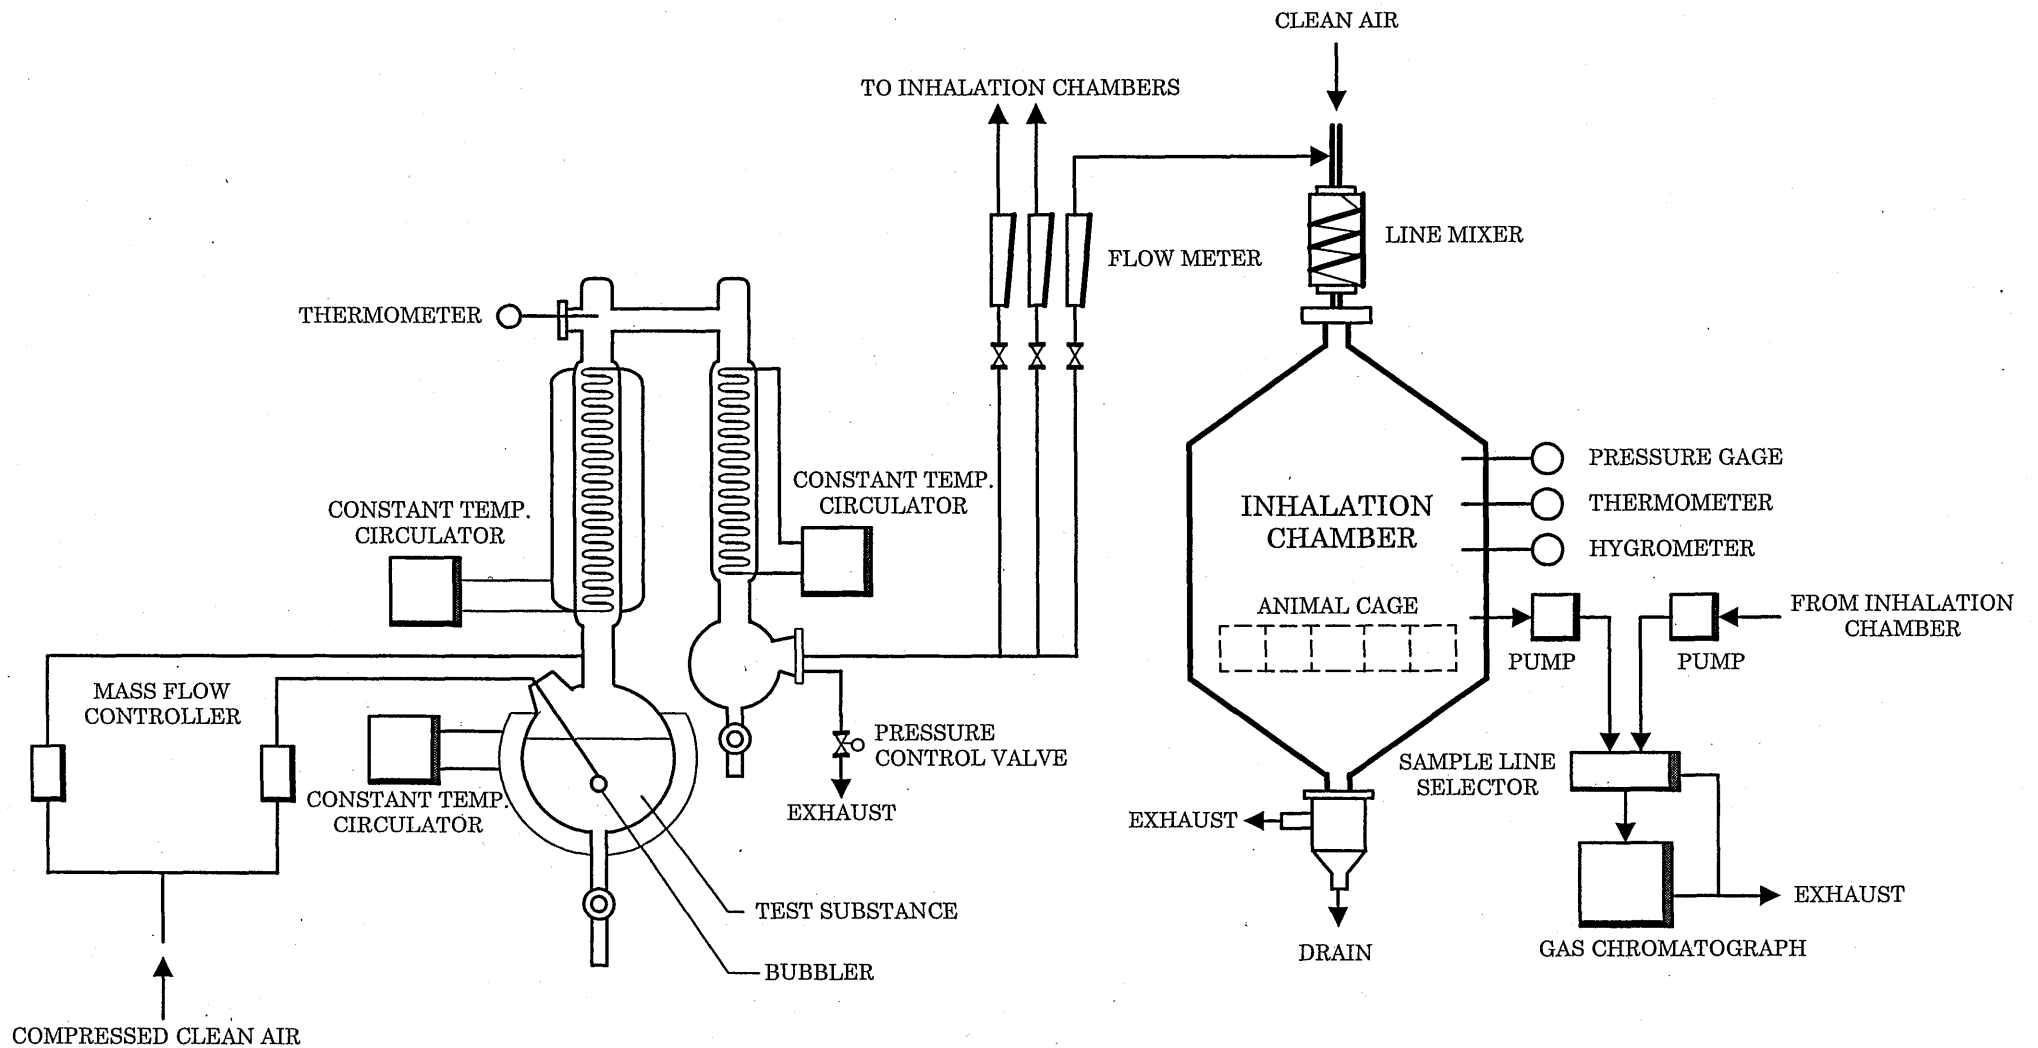 CLEAN AIR
TO INHALATION CHAMBERS
LINE MIXER
FLOW METER
THERMOMETER
PRESSURE GAGE
CONSTANT TEMP.
CIRCULATOR
THERMOMETER
INHALATION
CHAMBER
CONSTANT TEMP.
CIRCULATOR
HYGROMETER
ANIMAL CAGE
FROM INHALATION
CHAMBER
PUMP
PUMP
MASS FLOW
CONTROLLER
PRESSURE
CONTROL VALVE
SAMPLE LINE
SELECTOR
CONSTANT TEMP.
CIRCULATOR
EXHAUST
EXHAUST
EXHAUST
TEST SUBSTANCE
DRAIN
GAS CHROMATOGRAPH
BUBBLER
COMPRESSED CLEAN AIR